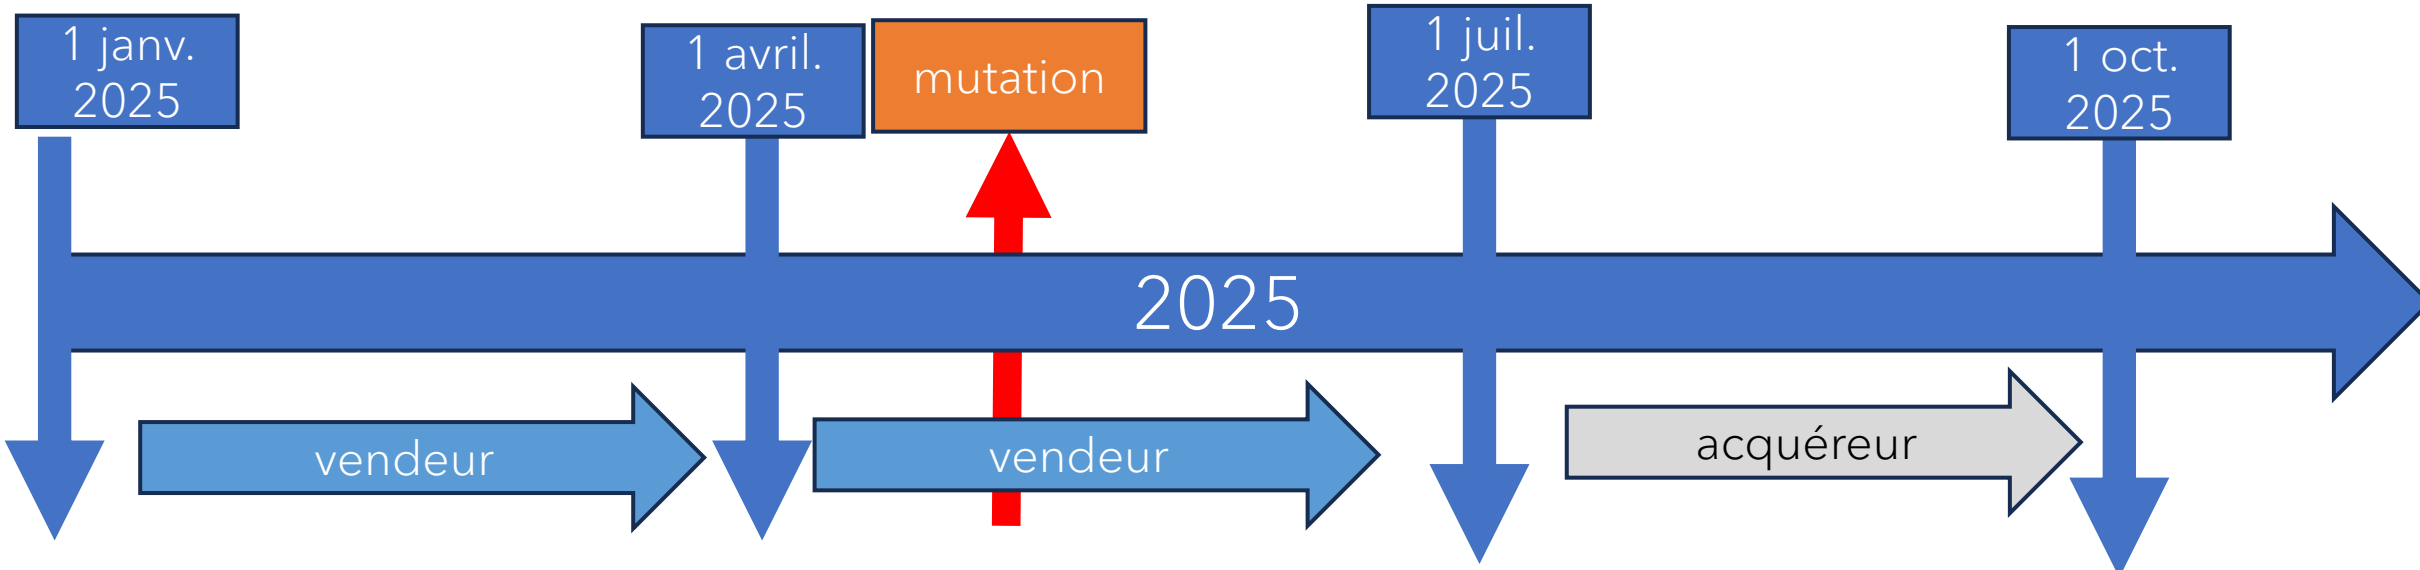 1 janv.
2025
1 avril.
2025
mutation
1 juil.
2025
1 oct.
2025
2025
vendeur
vendeur
acquéreur